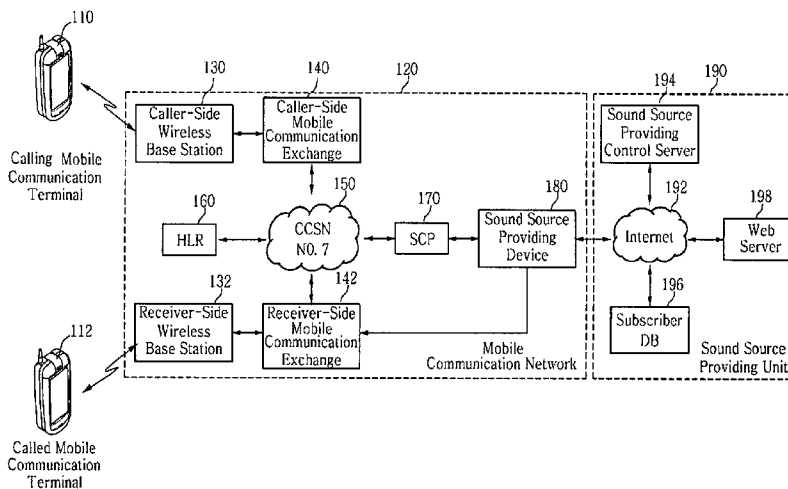 110
Calling Mobile
Communication
Terminal
120
130
Caller-Side
Wireless
Base Station
140
Caller-Side
Mobile
Communication
Exchange
160
HLR
150
CCSN
NO. 7
170
SCP
180
Sound Source
Providing
Device
132
Receiver-Side
Wireless
Base Station
142
Receiver-Side
Mobile
Communication
Exchange
Mobile
Communication Network
112
Called Mobile
Communication
Terminal
190
194
Sound Source
Providing
Control Server
192
Internet
198
Web
Server
196
Subscriber
DB
Sound Source
Providing Unit